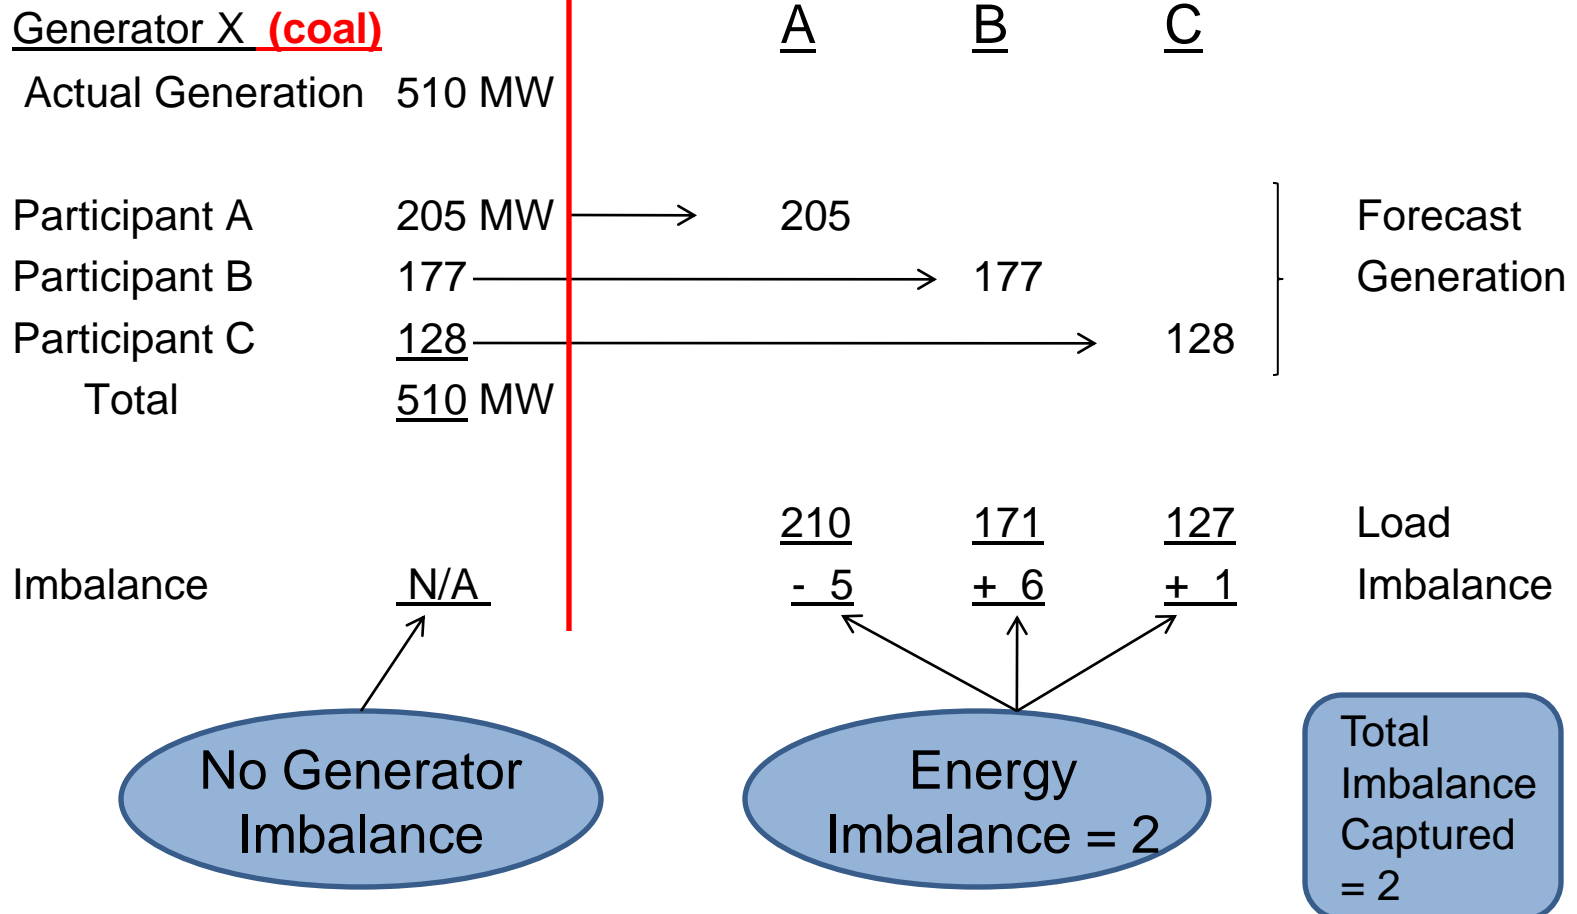 Generator X (coal) A B C
Actual Generation 510 MW
Participant A 205 MW 205 Forecast
Participant B 177 177 Generation
Participant C 128 128
Total 510 MW
210 171 127 Load
Imbalance N/A - 5 + 6 + 1 Imbalance
No Generator
Imbalance
Energy
Imbalance = 2
Total
Imbalance
Captured
= 2